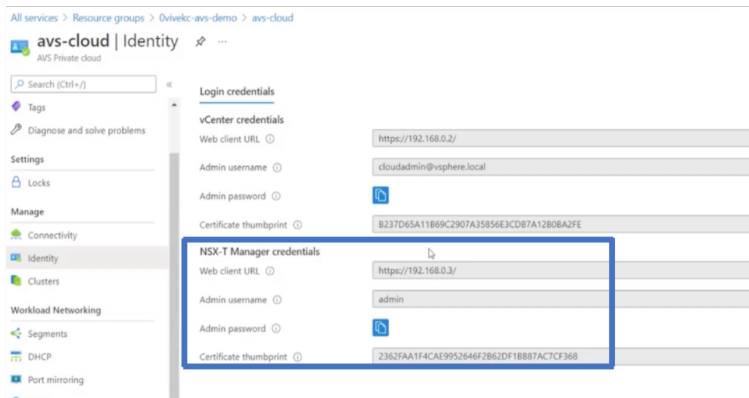 All services > Resource groups > 0vivekc-avs-demo > avs-cloud
avs-cloud | Identity
AVS Private cloud
Search (Ctrl+/)
Tags
Diagnose and solve problems
Settings
Locks
Manage
Connectivity
Identity
Clusters
Workload Networking
Segments
DHCP
Port mirroring
Login credentials
vCenter credentials
Web client URL https://192.168.0.2/
Admin username cloudadmin@vsphere.local
Admin password
Certificate thumbprint B237D65A11B69C2907A35856E3CDB7A12B0BA2FE
NSX-T Manager credentials
Web client URL https://192.168.0.3/
Admin username admin
Admin password
Certificate thumbprint 2362FAA1F4CAE9952646F2B62DF1BB87AC7CF368